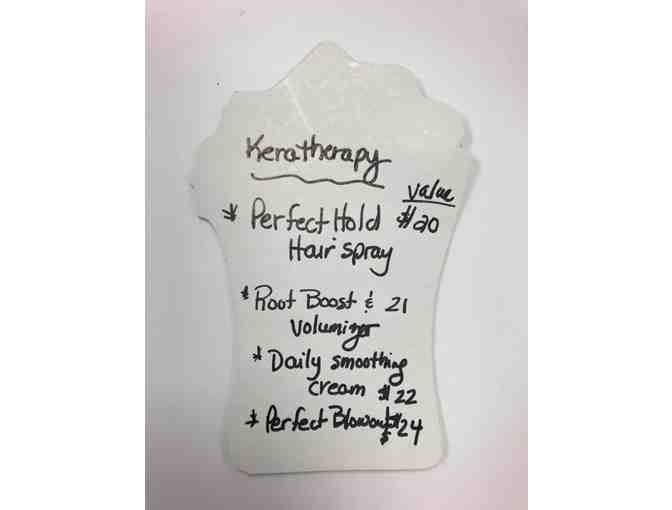 Keratherapy
value
* Perfect Hold $20
Hair spray
* Root Boost & 21
Volumizer
* Daily smoothing
cream $22
* Perfect Blowout $24